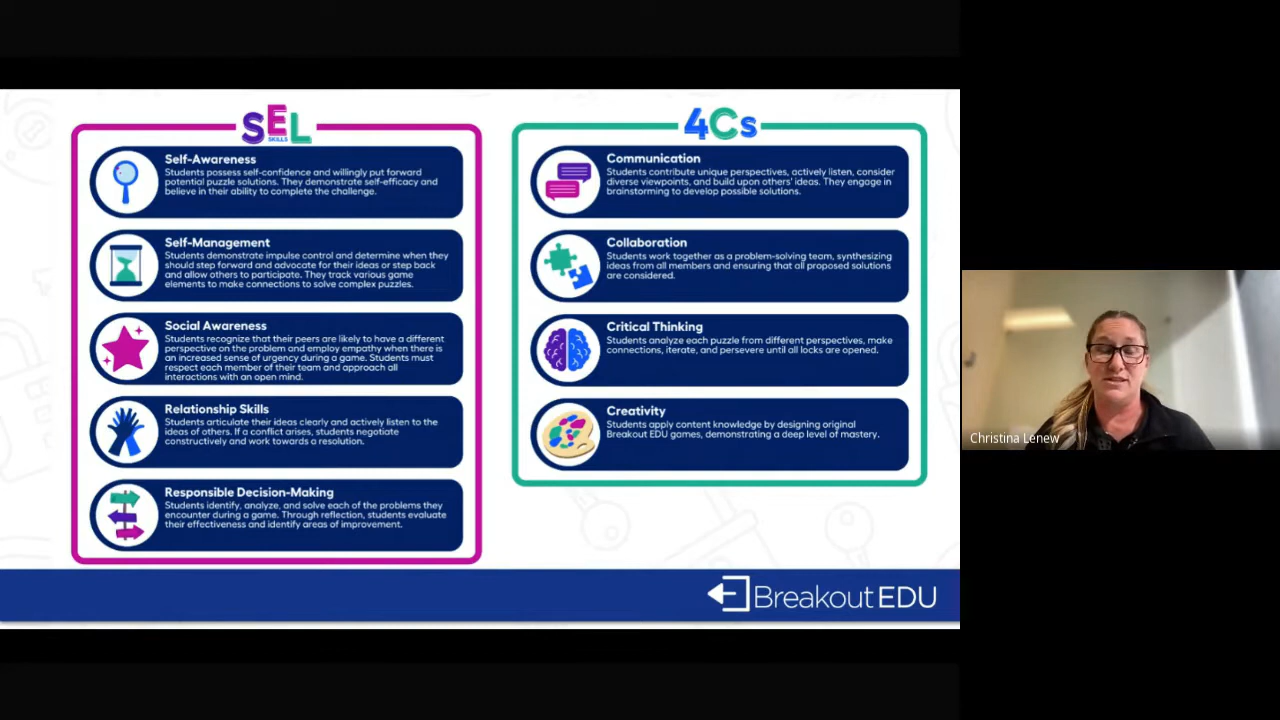 SEL
SKILLS
Self-Awareness
Students possess self-confidence and willingly put forward
potential puzzle solutions. They demonstrate self-efficacy and
believe in their ability to complete the challenge.
Self-Management
Students demonstrate impulse control and determine when they
should step forward and advocate for their ideas or step back
and allow others to participate. They track various game
elements to make connections to solve complex puzzles.
Social Awareness
Students recognize that their peers are likely to have a different
perspective on the problem and employ empathy when there is
an increased sense of urgency during a game. Students must
respect each member of their team and approach all
interactions with an open mind.
Relationship Skills
Students articulate their ideas clearly and actively listen to the
ideas of others. If a conflict arises, students negotiate
constructively and work towards a resolution.
Responsible Decision-Making
Students identify, analyze, and solve each of the problems they
encounter during a game. Through reflection, students evaluate
their effectiveness and identify areas of improvement.
4Cs
Communication
Students contribute unique perspectives, actively listen, consider
diverse viewpoints, and build upon others' ideas. They engage in
brainstorming to develop possible solutions.
Collaboration
Students work together as a problem-solving team, synthesizing
ideas from all members and ensuring that all proposed solutions
are considered.
Critical Thinking
Students analyze each puzzle from different perspectives, make
connections, iterate, and persevere until all locks are opened.
Creativity
Students apply content knowledge by designing original
Breakout EDU games, demonstrating a deep level of mastery.
Breakout EDU
Christina Lenew